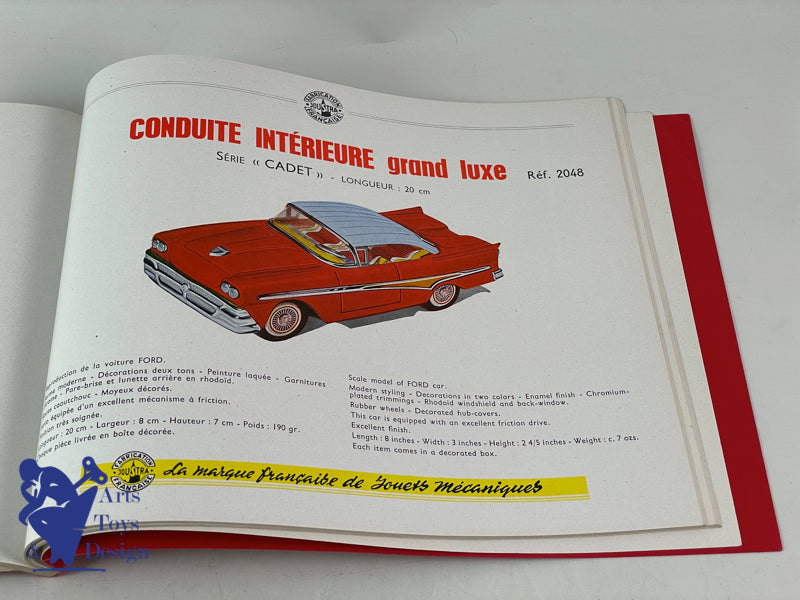 FABRICATION
JOUSTRA
FRANÇAISE
CONDUITE INTÉRIEURE grand luxe
SÉRIE « CADET » - LONGUEUR : 20 cm
Réf. 2048
production de la voiture FORD.
moderne - Décorations deux tons - Peinture laquée - Garnitures
- Pare-brise et lunette arrière en rhodoïd.
caoutchouc - Moyeux décorés.
équipée d'un excellent mécanisme à friction.
très soignée.
: 20 cm - Largeur : 8 cm - Hauteur : 7 cm - Poids : 190 gr.
pièce livrée en boîte décorée.
Scale model of FORD car.
Modern styling - Decorations in two colors - Enamel finish - Chromium-
plated trimmings - Rhodoid windshield and back-window.
Rubber wheels - Decorated hub-covers.
This car is equipped with an excellent friction drive.
Excellent finish.
Length : 8 inches - Width : 3 inches - Height : 2 4/5 inches - Weight : c. 7 ozs.
Each item comes in a decorated box.
FABRICATION
JOUSTRA
FRANÇAISE
La marque française de Jouets Mécaniques
Arts
Toys
& Design